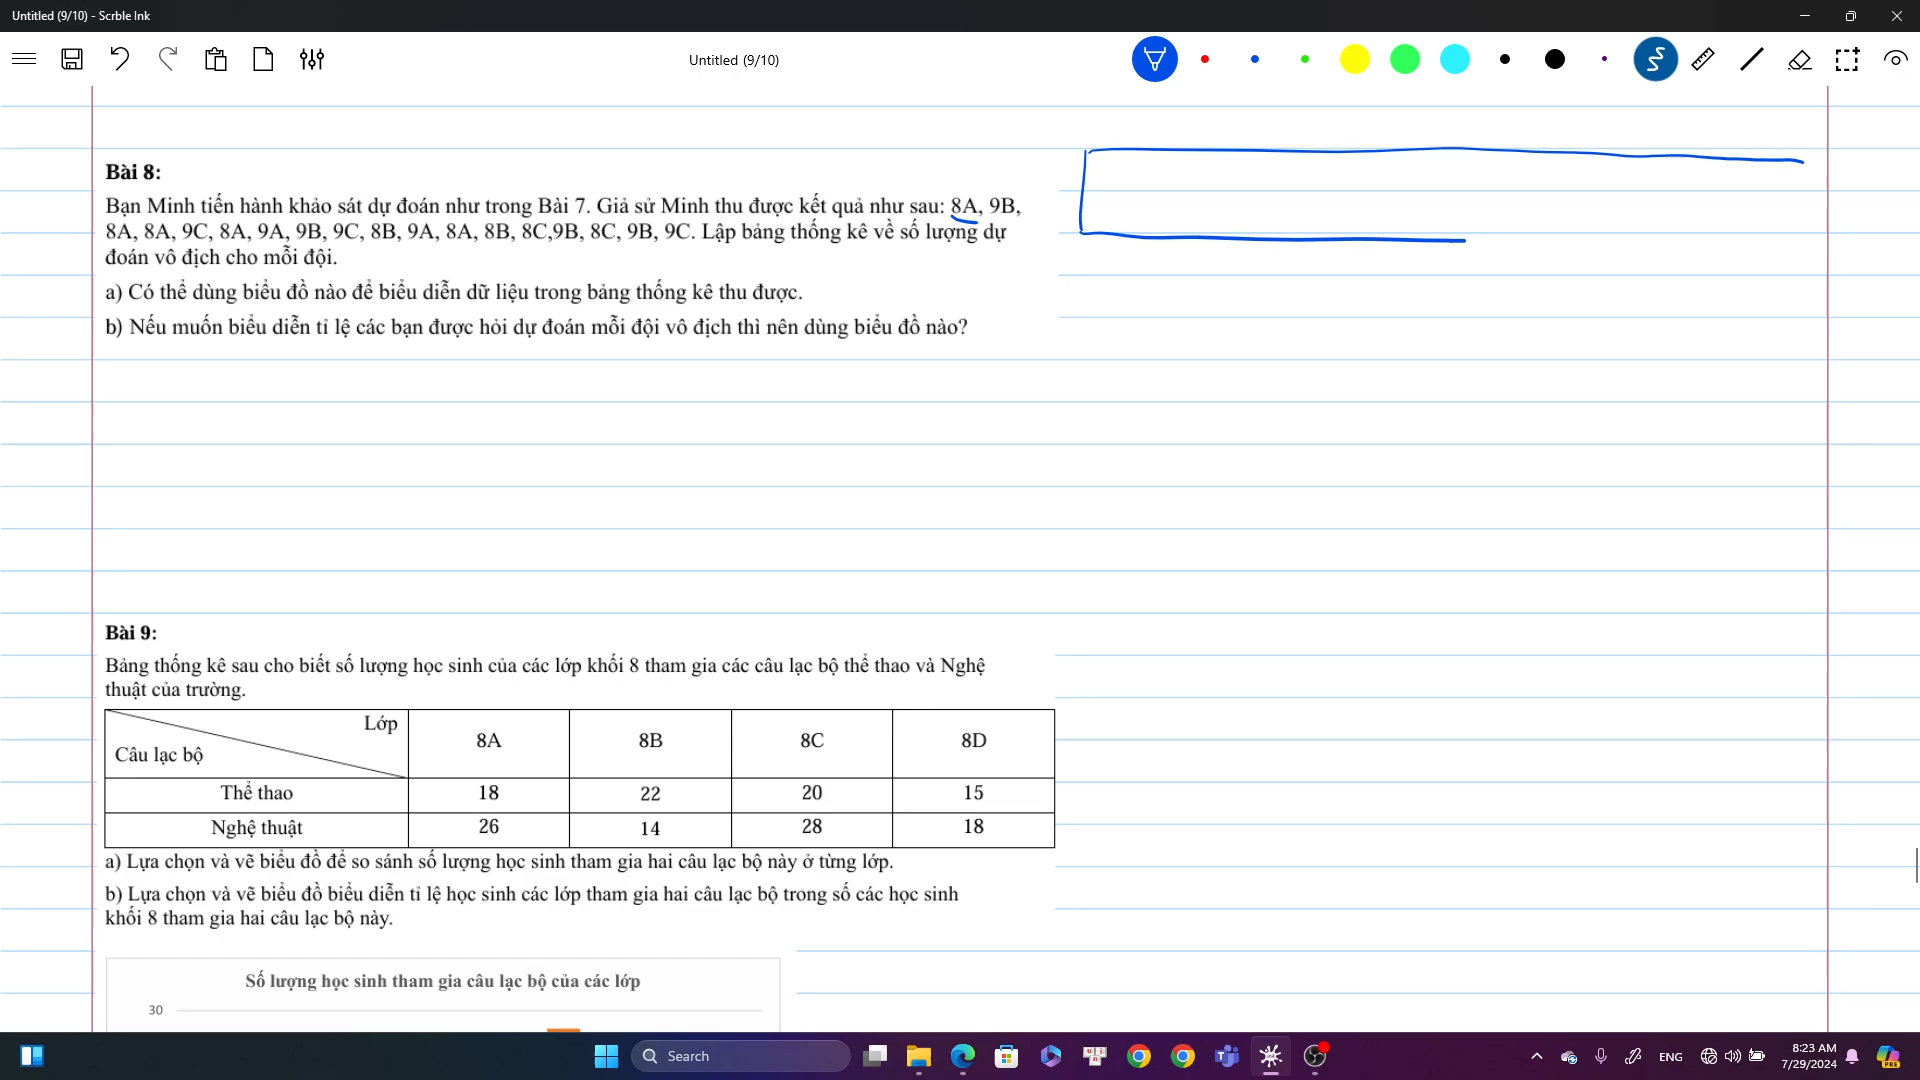 Untitled (9/10) - Scrble Ink
Untitled (9/10)
Bài 8:
Bạn Minh tiến hành khảo sát dự đoán như trong Bài 7. Giả sử Minh thu được kết quả như sau: 8A, 9B,
8A, 8A, 9C, 8A, 9A, 9B, 9C, 8B, 9A, 8A, 8B, 8C,9B, 8C, 9B, 9C. Lập bảng thống kê về số lượng dự
đoán vô địch cho mỗi đội.
a) Có thể dùng biểu đồ nào để biểu diễn dữ liệu trong bảng thống kê thu được.
b) Nếu muốn biểu diễn tỉ lệ các bạn được hỏi dự đoán mỗi đội vô địch thì nên dùng biểu đồ nào?
Bài 9:
Bảng thống kê sau cho biết số lượng học sinh của các lớp khối 8 tham gia các câu lạc bộ thể thao và Nghệ
thuật của trường.
Lớp
Câu lạc bộ
8A 8B 8C 8D
Thể thao 18 22 20 15
Nghệ thuật 26 14 28 18
a) Lựa chọn và vẽ biểu đồ để so sánh số lượng học sinh tham gia hai câu lạc bộ này ở từng lớp.
b) Lựa chọn và vẽ biểu đồ biểu diễn tỉ lệ học sinh các lớp tham gia hai câu lạc bộ trong số các học sinh
khối 8 tham gia hai câu lạc bộ này.
Số lượng học sinh tham gia câu lạc bộ của các lớp
30
Search
ENG
8:23 AM
7/29/2024
PRE